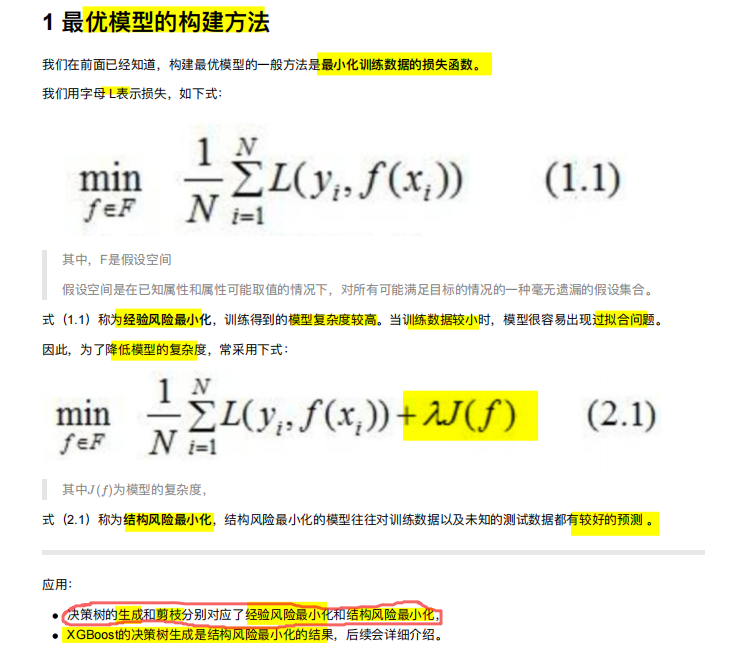 1 最优模型的构建方法
我们在前面已经知道，构建最优模型的一般方法是最小化训练数据的损失函数。
我们用字母 L表示损失，如下式：
min_{f∈F} \frac{1}{N} \sum_{i=1}^{N} L(y_i, f(x_i)) (1.1)
其中，F是假设空间
假设空间是在已知属性和属性可能取值的情况下，对所有可能满足目标的情况的一种毫无遗漏的假设集合。
式（1.1）称为经验风险最小化，训练得到的模型复杂度较高。当训练数据较小时，模型很容易出现过拟合问题。
因此，为了降低模型的复杂度，常采用下式：
min_{f∈F} \frac{1}{N} \sum_{i=1}^{N} L(y_i, f(x_i)) + λJ(f) (2.1)
其中J(f)为模型的复杂度，
式（2.1）称为结构风险最小化，结构风险最小化的模型往往对训练数据以及未知的测试数据都有较好的预测 。
应用：
• 决策树的生成和剪枝分别对应了经验风险最小化和结构风险最小化，
• XGBoost的决策树生成是结构风险最小化的结果，后续会详细介绍。